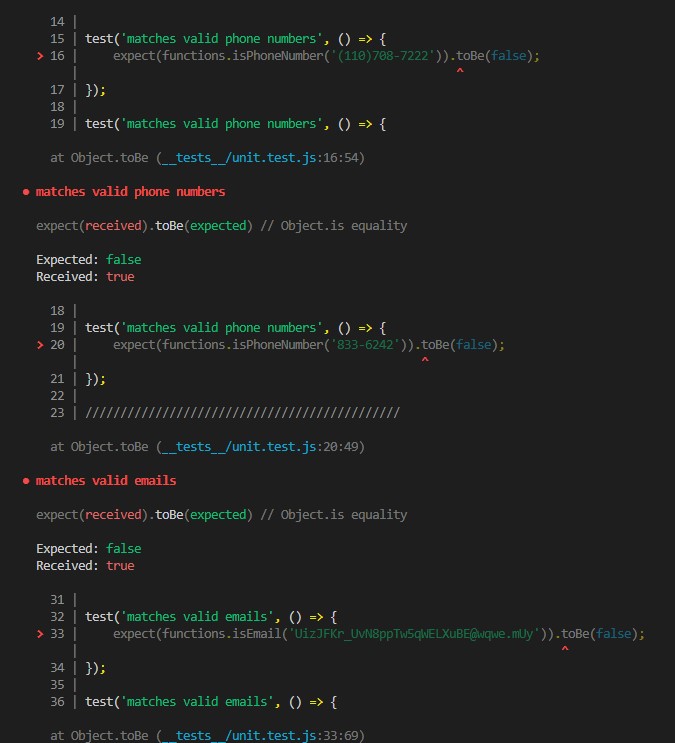 14 |
15 | test('matches valid phone numbers', () => {
> 16 |     expect(functions.isPhoneNumber('(110)708-7222')).toBe(false);
|                                                      ^
17 | });
18 |
19 | test('matches valid phone numbers', () => {
at Object.toBe (__tests__/unit.test.js:16:54)
● matches valid phone numbers
expect(received).toBe(expected) // Object.is equality
Expected: false
Received: true
18 |
19 | test('matches valid phone numbers', () => {
> 20 |     expect(functions.isPhoneNumber('833-6242')).toBe(false);
|                                                 ^
21 | });
22 |
23 | /////////////////////////////////////////////
at Object.toBe (__tests__/unit.test.js:20:49)
● matches valid emails
expect(received).toBe(expected) // Object.is equality
Expected: false
Received: true
31 |
32 | test('matches valid emails', () => {
> 33 |     expect(functions.isEmail('UizJFKr_UvN8ppTwSqWELXuBE@wqwe.mUy')).toBe(false);
|                                                                     ^
34 | });
35 |
36 | test('matches valid emails', () => {
at Object.toBe (__tests__/unit.test.js:33:69)